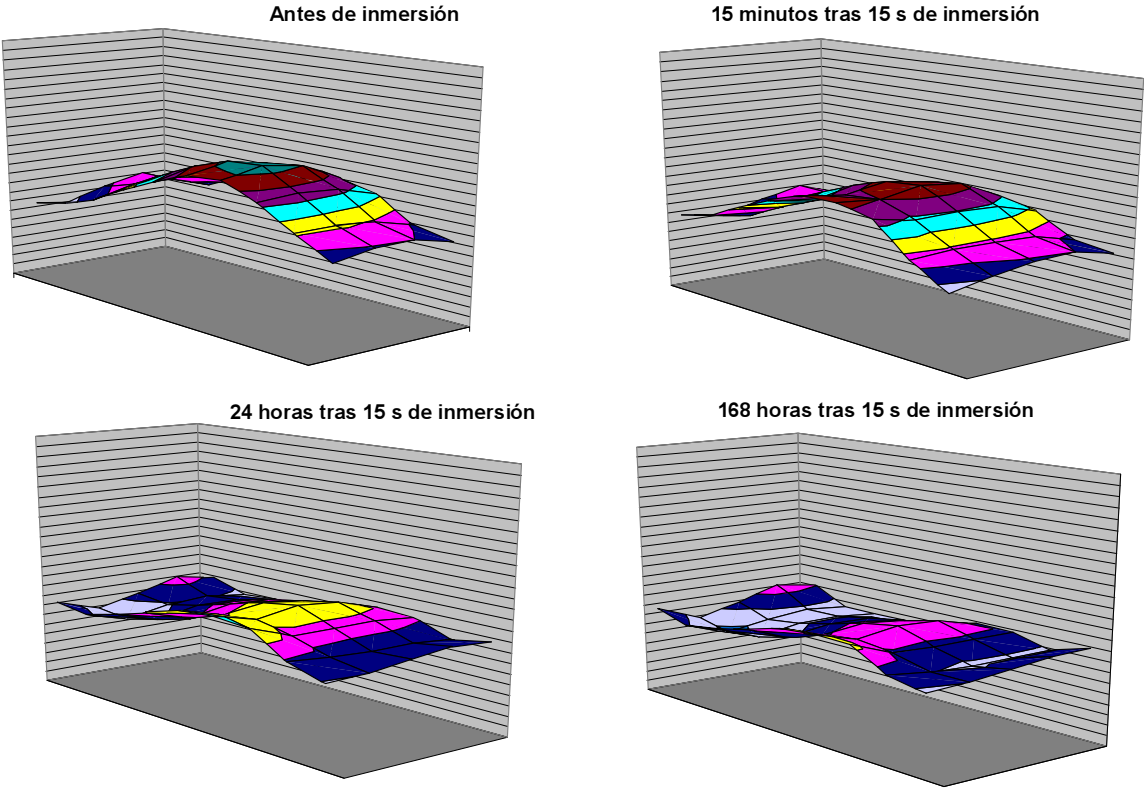 Antes de inmersión
15 minutos tras 15 s de inmersión
24 horas tras 15 s de inmersión
168 horas tras 15 s de inmersión